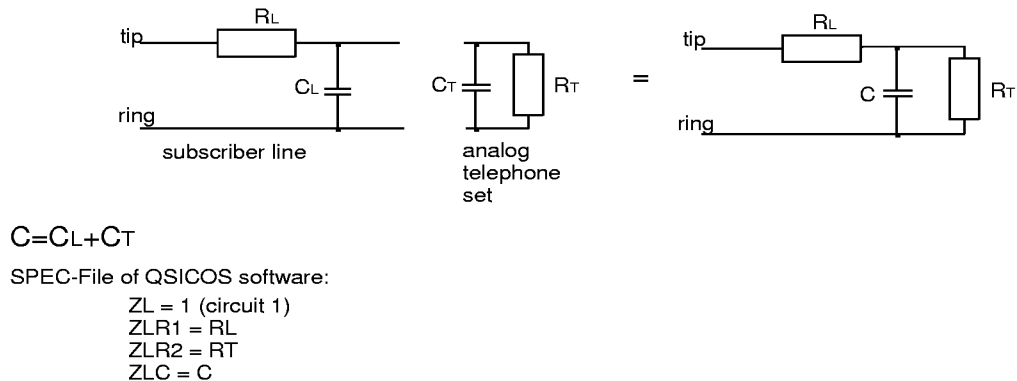 RL
tip
CL
ring
subscriber line
CT
RT
analog
telephone
set
=
RL
tip
C
RT
ring
C=CL+CT
SPEC-File of QSICOS software:
ZL = 1 (circuit 1)
ZLR1 = RL
ZLR2 = RT
ZLC = C